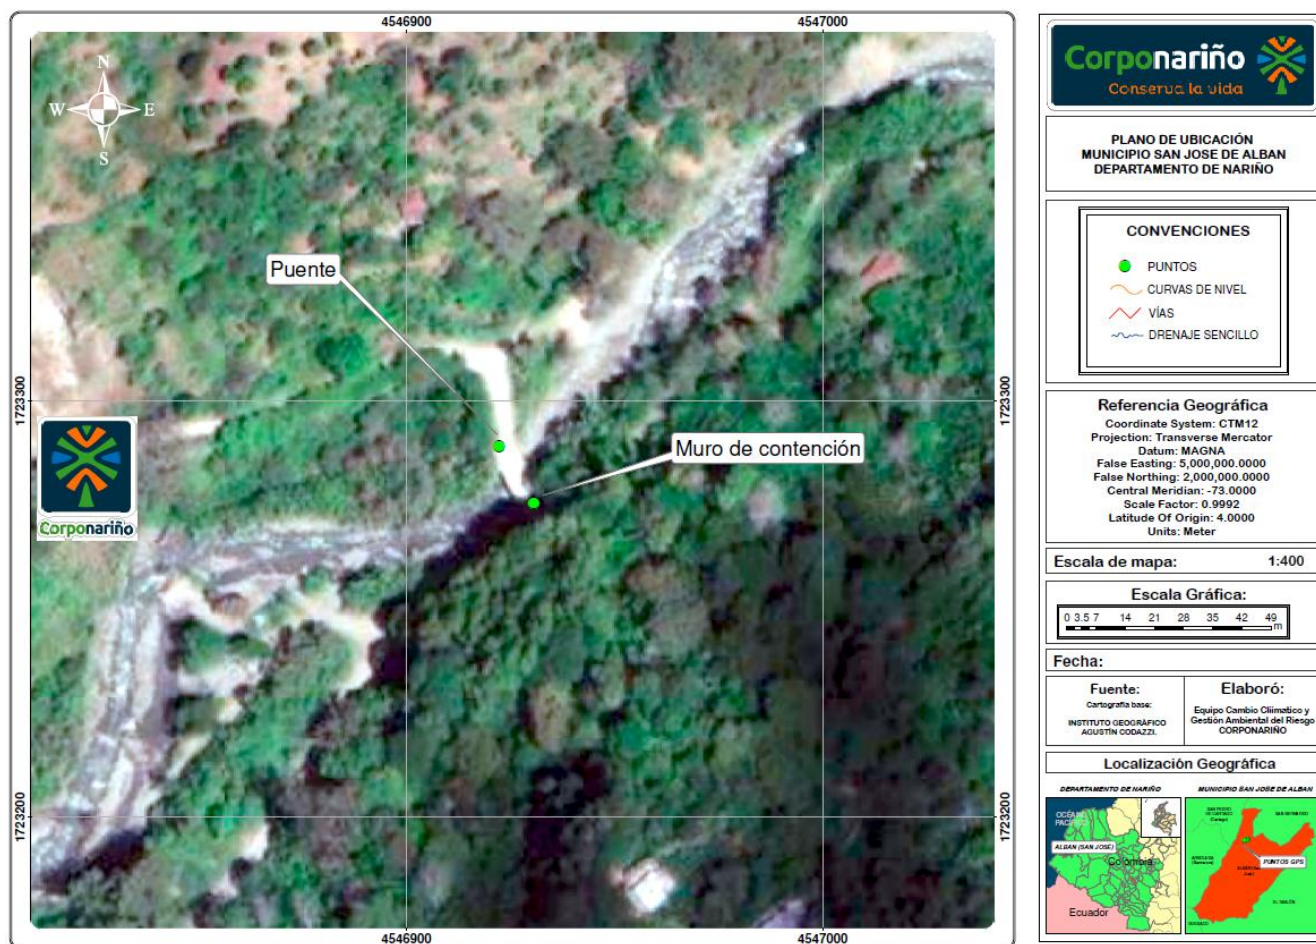 4546900
4547000
N
W
E
S
Puente
1723300
1723300
Muro de contención
Corponariño
1723200
1723200
4546900
4547000
Corponariño
Conserva la vida
PLANO DE UBICACIÓN
MUNICIPIO SAN JOSE DE ALBAN
DEPARTAMENTO DE NARIÑO
CONVENCIONES
PUNTOS
CURVAS DE NIVEL
VÍAS
DRENAJE SENCILLO
Referencia Geográfica
Coordinate System: CTM12
Projection: Transverse Mercator
Datum: MAGNA
False Easting: 5,000,000.0000
False Northing: 2,000,000.0000
Central Meridian: -73.0000
Scale Factor: 0.9992
Latitude Of Origin: 4.0000
Units: Meter
Escala de mapa: 1:400
Escala Gráfica:
0 3.5 7 14 21 28 35 42 49
m
Fecha:
Fuente:
Cartografía base:
INSTITUTO GEOGRÁFICO
AGUSTÍN CODAZZI.
Elaboró:
Equipo Cambio Cliimatico y
Gestión Ambiental del Riesgo
CORPONARIÑO
Localización Geográfica
DEPARTAMENTO DE NARIÑO
OCÉANO
ALBAN (SAN JOSÉ)
Colombia
Ecuador
MUNICIPIO SAN JOSE DE ALBAN
SAN BERNARDO
PUNTOS GPS